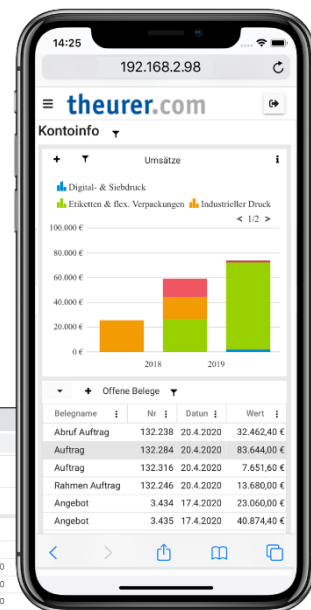 14:25
192.168.2.98
theurer.com
Kontoinfo
Umsätze
i
Digital- & Siebdruck
Etiketten & flex. Verpackungen Industrieller Druck
< 1/2 >
100.000 €
80.000 €
60.000 €
40.000 €
20.000 €
0 €
2018 2019
Offene Belege
Belegname Nr Datun Wert
Abruf Auftrag 132.238 20.4.2020 32.462,40 €
Auftrag 132.284 20.4.2020 83.644,00 €
Auftrag 132.316 20.4.2020 7.651,60 €
Rahmen Auftrag 132.246 20.4.2020 13.680,00 €
Angebot 3.434 17.4.2020 23.060,00 €
Angebot 3.435 17.4.2020 40.874,40 €